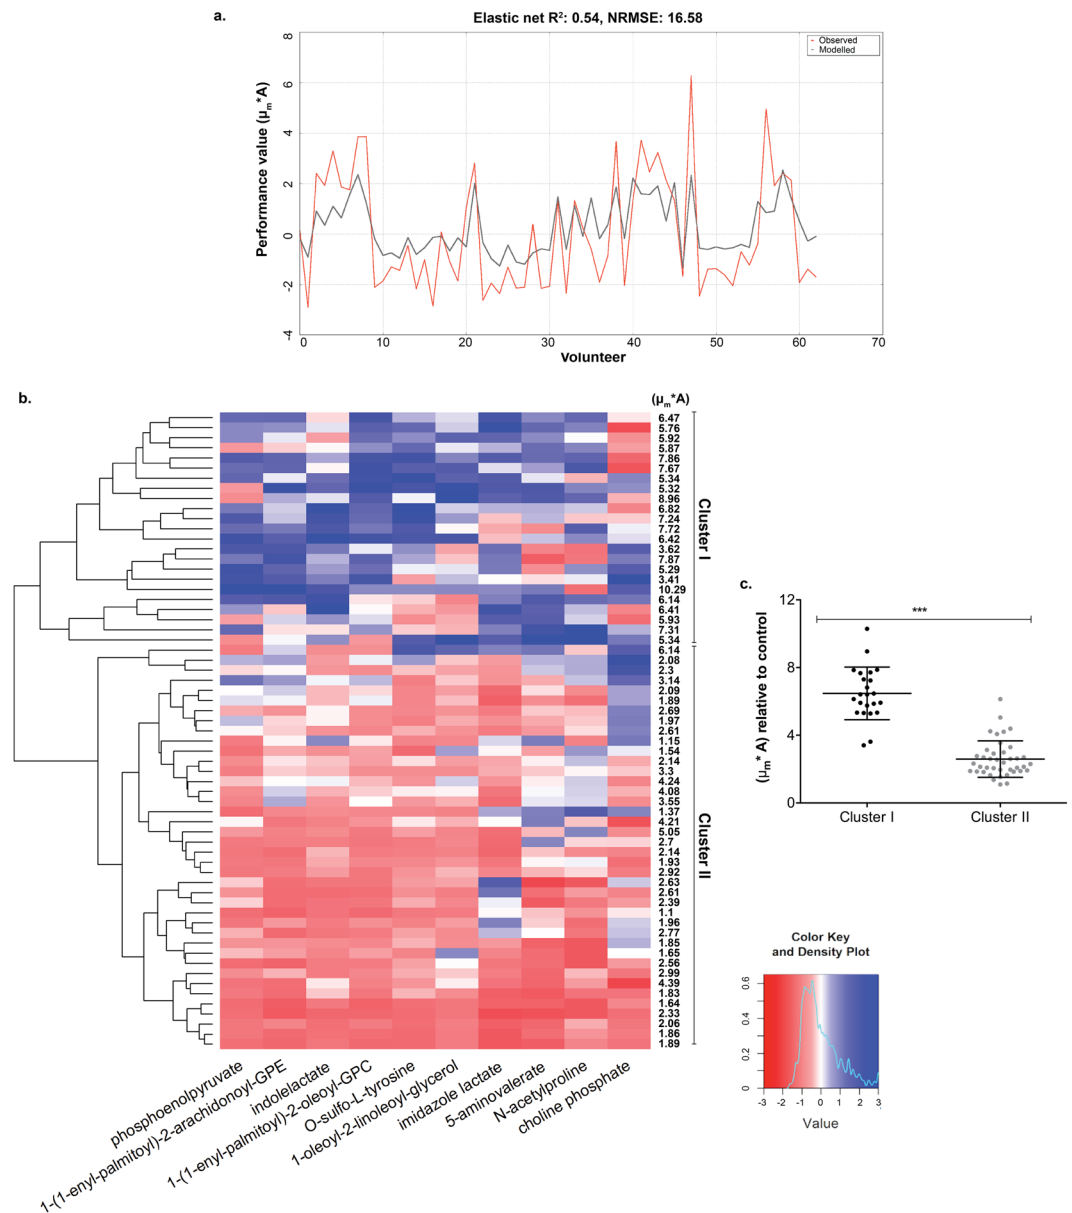 a.
Elastic net R²: 0.54, NRMSE: 16.58
Observed
Modelled
Performance value (µm*A)
8
6
4
2
0
-2
-4
0 10 20 30 40 50 60 70
Volunteer
b.
(µm*A)
6.47
5.76
5.92
5.87
7.86
7.67
5.34
5.32
8.96
6.82
7.24
7.72
6.42
3.62
7.87
5.29
3.41
10.29
6.14
6.41
5.93
7.31
5.34
6.14
2.08
2.3
3.14
2.09
1.89
2.69
1.97
2.61
1.15
1.54
2.14
3.3
4.24
4.08
3.55
1.37
4.21
5.05
2.7
2.14
1.93
2.92
2.63
2.61
2.39
1.1
1.96
2.77
1.85
1.65
2.56
2.99
4.39
1.83
1.64
2.33
2.06
1.86
1.89
Cluster I
Cluster II
phosphoenolpyruvate
1-(1-enyl-palmitoyl)-2-arachidonoyl-GPE
indolelactate
1-(1-enyl-palmitoyl)-2-oleoyl-GPC
O-sulfo-L-tyrosine
1-oleoyl-2-linoleoyl-glycerol
imidazole lactate
5-aminovalerate
N-acetylproline
choline phosphate
c.
(µm* A) relative to control
12
8
4
0
***
Cluster I Cluster II
Color Key
and Density Plot
0.6
0.4
0.2
0
-3 -2 -1 0 1 2 3
Value